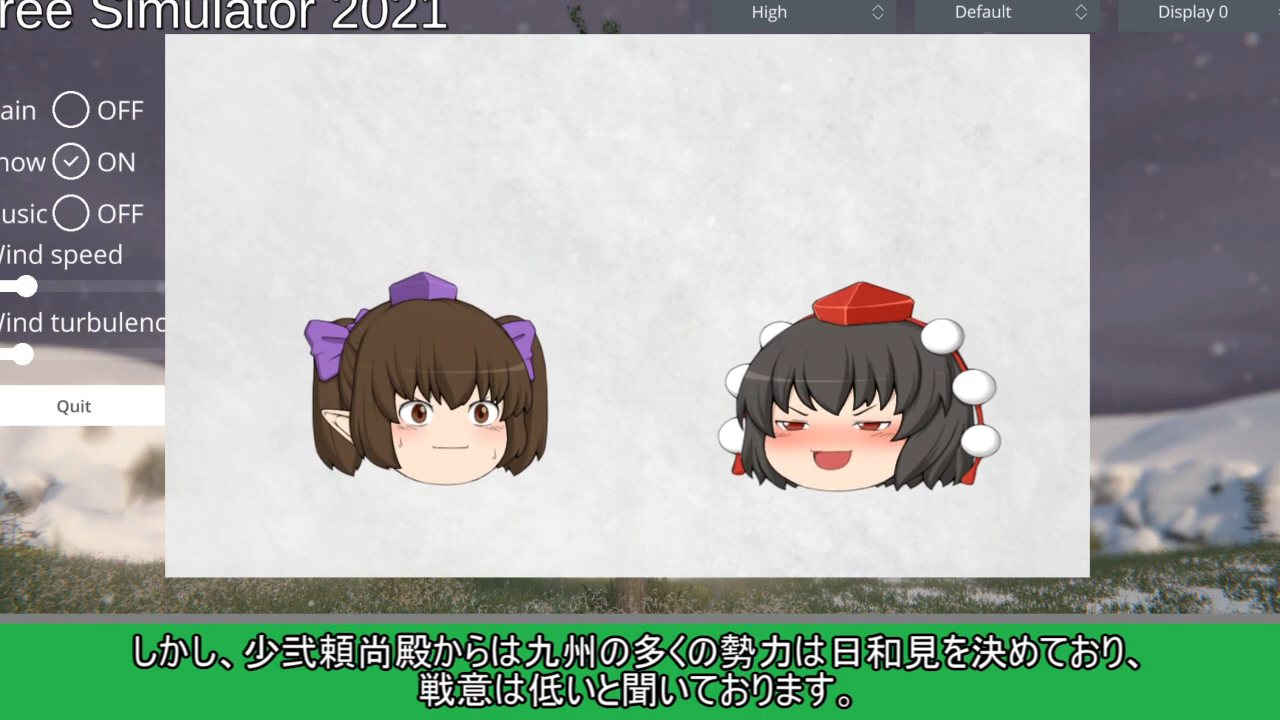 ree Simulator 2021
High
Default
Display 0
ain OFF
now ON
usic OFF
Wind speed
Wind turbulenc
Quit
しかし、少弐頼尚殿からは九州の多くの勢力は日和見を決めており、
戦意は低いと聞いております。